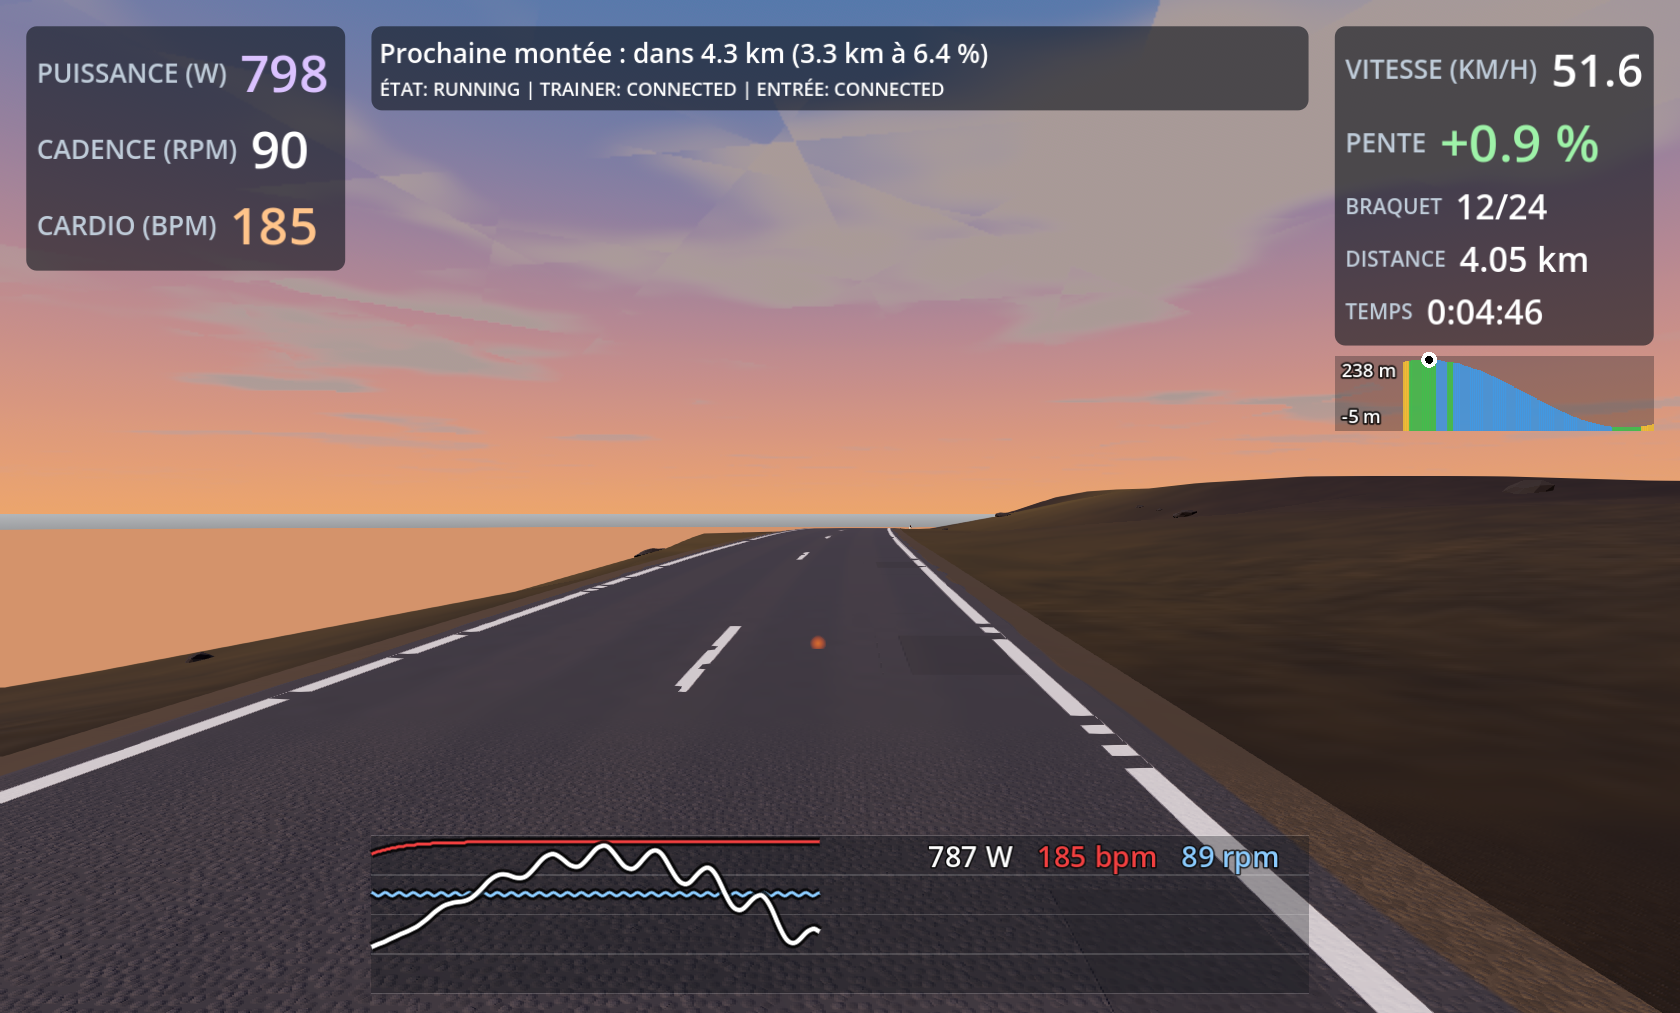 PUISSANCE (W) 798
CADENCE (RPM) 90
CARDIO (BPM) 185
Prochaine montée : dans 4.3 km (3.3 km à 6.4 %)
ÉTAT: RUNNING | TRAINER: CONNECTED | ENTRÉE: CONNECTED
VITESSE (KM/H) 51.6
PENTE +0.9 %
BRAQUET 12/24
DISTANCE 4.05 km
TEMPS 0:04:46
238 m
-5 m
787 W 185 bpm 89 rpm